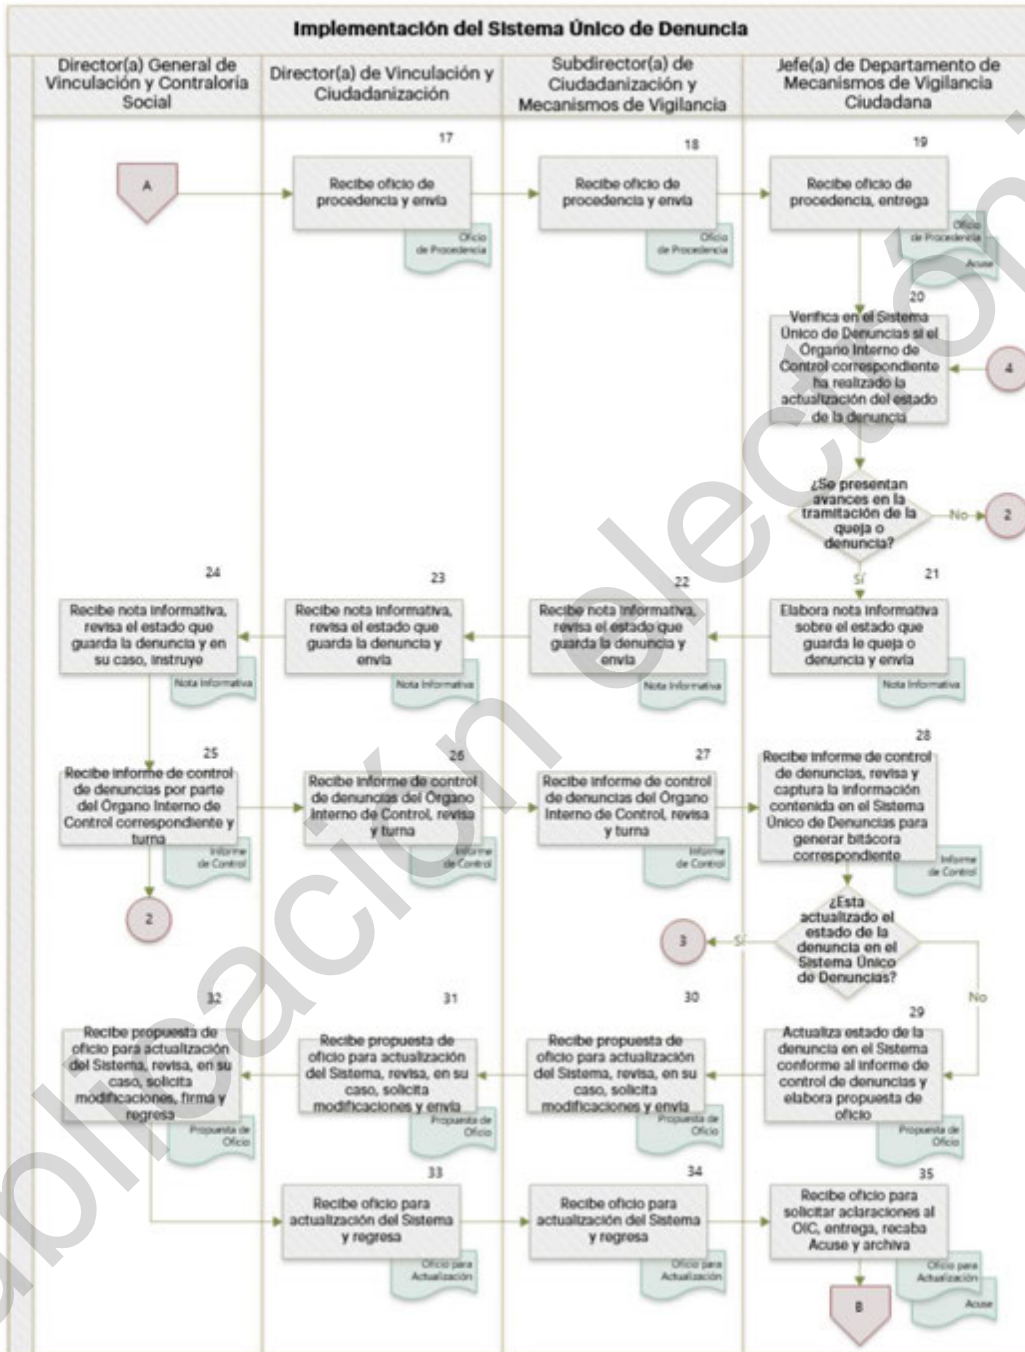 Implementación del Sistema Único de Denuncia
Director(a) General de
Vinculación y Contraloría
Social
Director(a) de Vinculación y
Ciudadanización
Subdirector(a) de
Ciudadanización y
Mecanismos de Vigilancia
Jefe(a) de Departamento de
Mecanismos de Vigilancia
Ciudadana
A
17
Recibe oficio de
procedencia y envía
Oficio
de Procedencia
18
Recibe oficio de
procedencia y envía
Oficio
de Procedencia
19
Recibe oficio de
procedencia, entrega
Oficio
de Procedencia
Acuse
20
Verifica en el Sistema
Único de Denuncias si el
Órgano Interno de
Control correspondiente
ha realizado la
actualización del estado
de la denuncia
4
¿Se presentan
avances en la
tramitación de la
queja o
denuncia?
No
2
Sí
21
Elabora nota informativa
sobre el estado que
guarda le queja o
denuncia y envía
Nota Informativa
22
Recibe nota informativa,
revisa el estado que
guarda la denuncia y
envía
Nota Informativa
23
Recibe nota informativa,
revisa el estado que
guarda la denuncia y
envía
Nota Informativa
24
Recibe nota informativa,
revisa el estado que
guarda la denuncia y en
su caso, instruye
Nota Informativa
25
Recibe informe de control
de denuncias por parte
del Órgano Interno de
Control correspondiente y
turna
Informe
de Control
2
26
Recibe informe de control
de denuncias del Órgano
Interno de Control, revisa
y turna
Informe
de Control
27
Recibe informe de control
de denuncias del Órgano
Interno de Control, revisa
y turna
Informe
de Control
28
Recibe informe de control
de denuncias, revisa y
captura la información
contenida en el Sistema
Único de Denuncias para
generar bitácora
correspondiente
Informe
de Control
¿Esta
actualizado el
estado de la
denuncia en el
Sistema Único
de Denuncias?
Sí
3
No
29
Actualiza estado de la
denuncia en el Sistema
conforme al informe de
control de denuncias y
elabora propuesta de
oficio
Propuesta de
Oficio
30
Recibe propuesta de
oficio para actualización
del Sistema, revisa, en su
caso, solicita
modificaciones y envía
Propuesta de
Oficio
31
Recibe propuesta de
oficio para actualización
del Sistema, revisa, en su
caso, solicita
modificaciones y envía
Propuesta de
Oficio
32
Recibe propuesta de
oficio para actualización
del Sistema, revisa, en su
caso, solicita
modificaciones, firma y
regresa
Propuesta de
Oficio
33
Recibe oficio para
actualización del Sistema
y regresa
Oficio para
Actualización
34
Recibe oficio para
actualización del Sistema
y regresa
Oficio para
Actualización
35
Recibe oficio para
solicitar aclaraciones al
OIC, entrega, recaba
Acuse y archiva
Oficio para
Actualización
Acuse
B